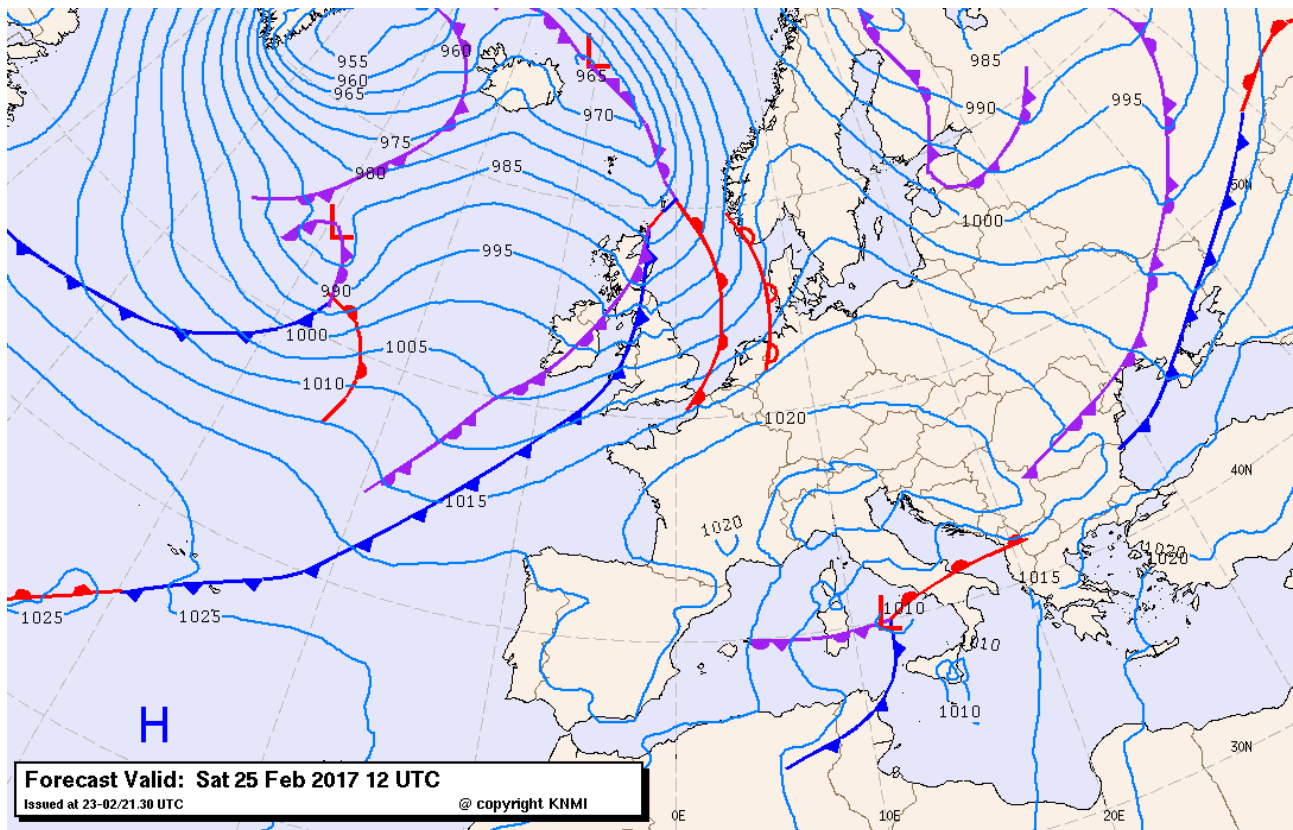 955
960
960
965
L
965
985
970
990
995
975
985
980
50N
L
1000
995
990
1000
1005
1010
1020
40N
1015
1020
1020
1020
1015
1025
1025
L
1010
1010
H
1010
30N
Forecast Valid: Sat 25 Feb 2017 12 UTC
Issued at 23-02/21.30 UTC @ copyright KNMI
0E
10E
20E